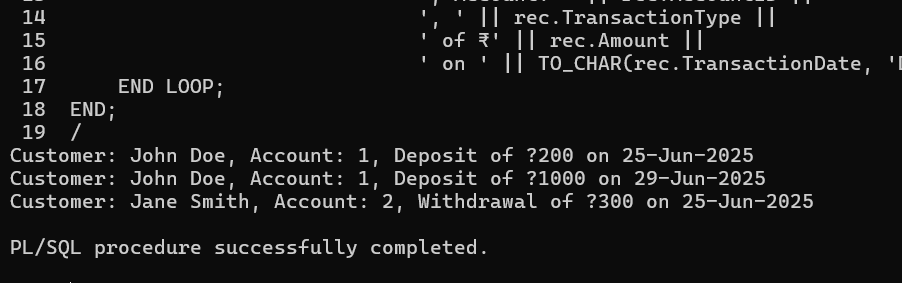 14 ', ' || rec.TransactionType ||
15 ' of ₹' || rec.Amount ||
16 ' on ' || TO_CHAR(rec.TransactionDate, '
17 END LOOP;
18 END;
19 /
Customer: John Doe, Account: 1, Deposit of ?200 on 25-Jun-2025
Customer: John Doe, Account: 1, Deposit of ?1000 on 29-Jun-2025
Customer: Jane Smith, Account: 2, Withdrawal of ?300 on 25-Jun-2025
PL/SQL procedure successfully completed.